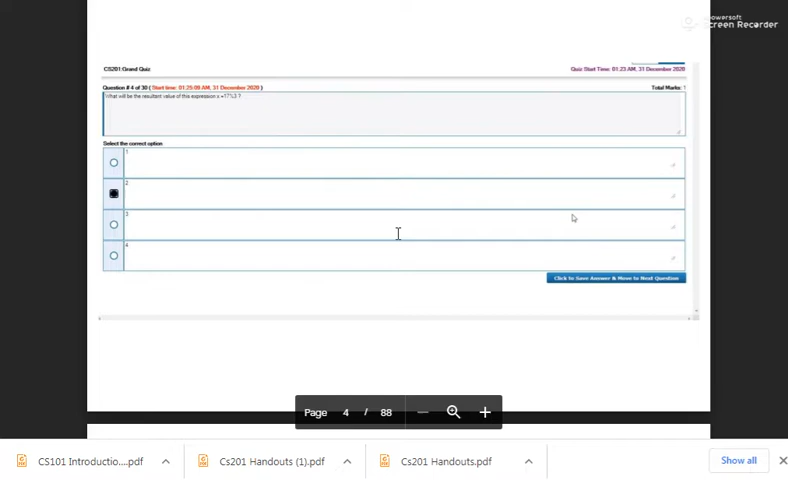 Powersoft
Screen Recorder
CS201:Grand Quiz
Quiz Start Time: 01:23 AM, 31 December 2020
Question # 4 of 30 ( Start time: 01:25:09 AM, 31 December 2020 )
Total Marks: 1
What will be the resultant value of this expression x =17%3 ?
Select the correct option
1
2
3
4
Click to Save Answer & Move to Next Question
Page 4 / 88
CS101 Introductio....pdf
Cs201 Handouts (1).pdf
Cs201 Handouts.pdf
Show all